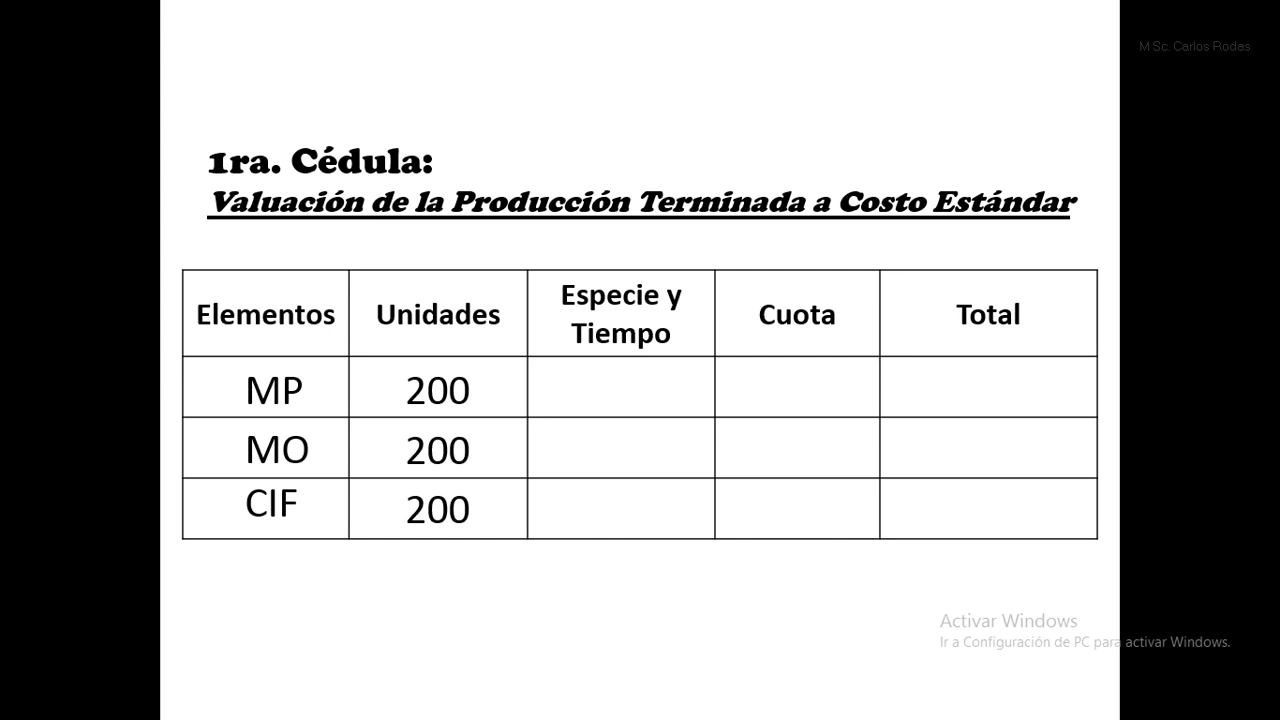 M Sc. Carlos Rodas
1ra. Cédula:
Valuación de la Producción Terminada a Costo Estándar
Elementos Unidades Especie y Tiempo Cuota Total
MP 200
MO 200
CIF 200
Activar Windows
Ir a Configuración de PC para activar Windows.